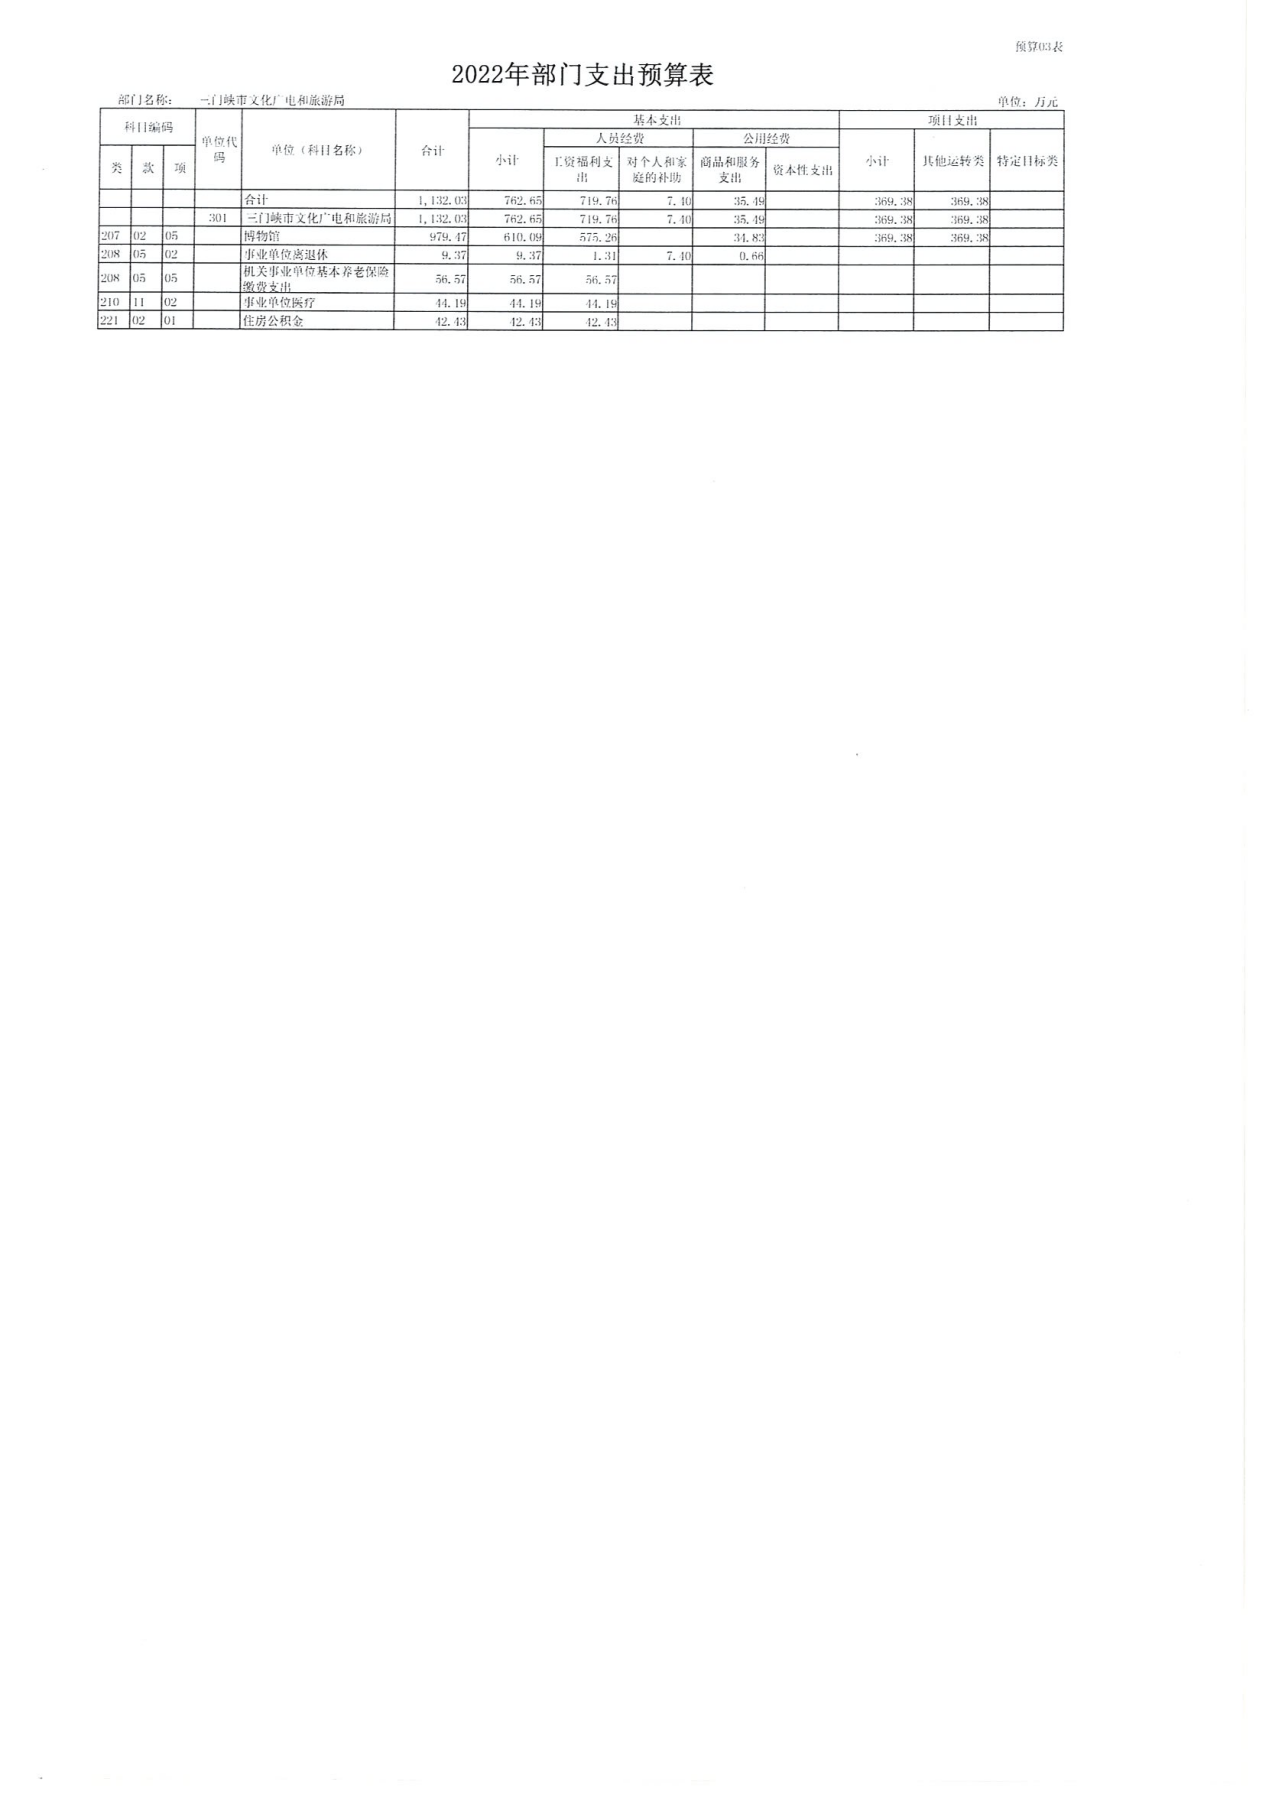 预算03表
2022年部门支出预算表
部门名称： 三门峡市文化广电和旅游局 单位：万元
科目编码 单位代码 单位（科目名称） 合计 基本支出 项目支出
小计 人员经费 公用经费 小计 其他运转类 特定目标类
类 款 项 工资福利支出 对个人和家庭的补助 商品和服务支出 资本性支出
合计 1,132.03 762.65 719.76 7.40 35.49 369.38 369.38
301 三门峡市文化广电和旅游局 1,132.03 762.65 719.76 7.40 35.49 369.38 369.38
207 02 05 博物馆 979.47 610.09 575.26 34.83 369.38 369.38
208 05 02 事业单位离退休 9.37 9.37 1.31 7.40 0.66
208 05 05 机关事业单位基本养老保险缴费支出 56.57 56.57 56.57
210 11 02 事业单位医疗 44.19 44.19 44.19
221 02 01 住房公积金 42.43 42.43 42.43